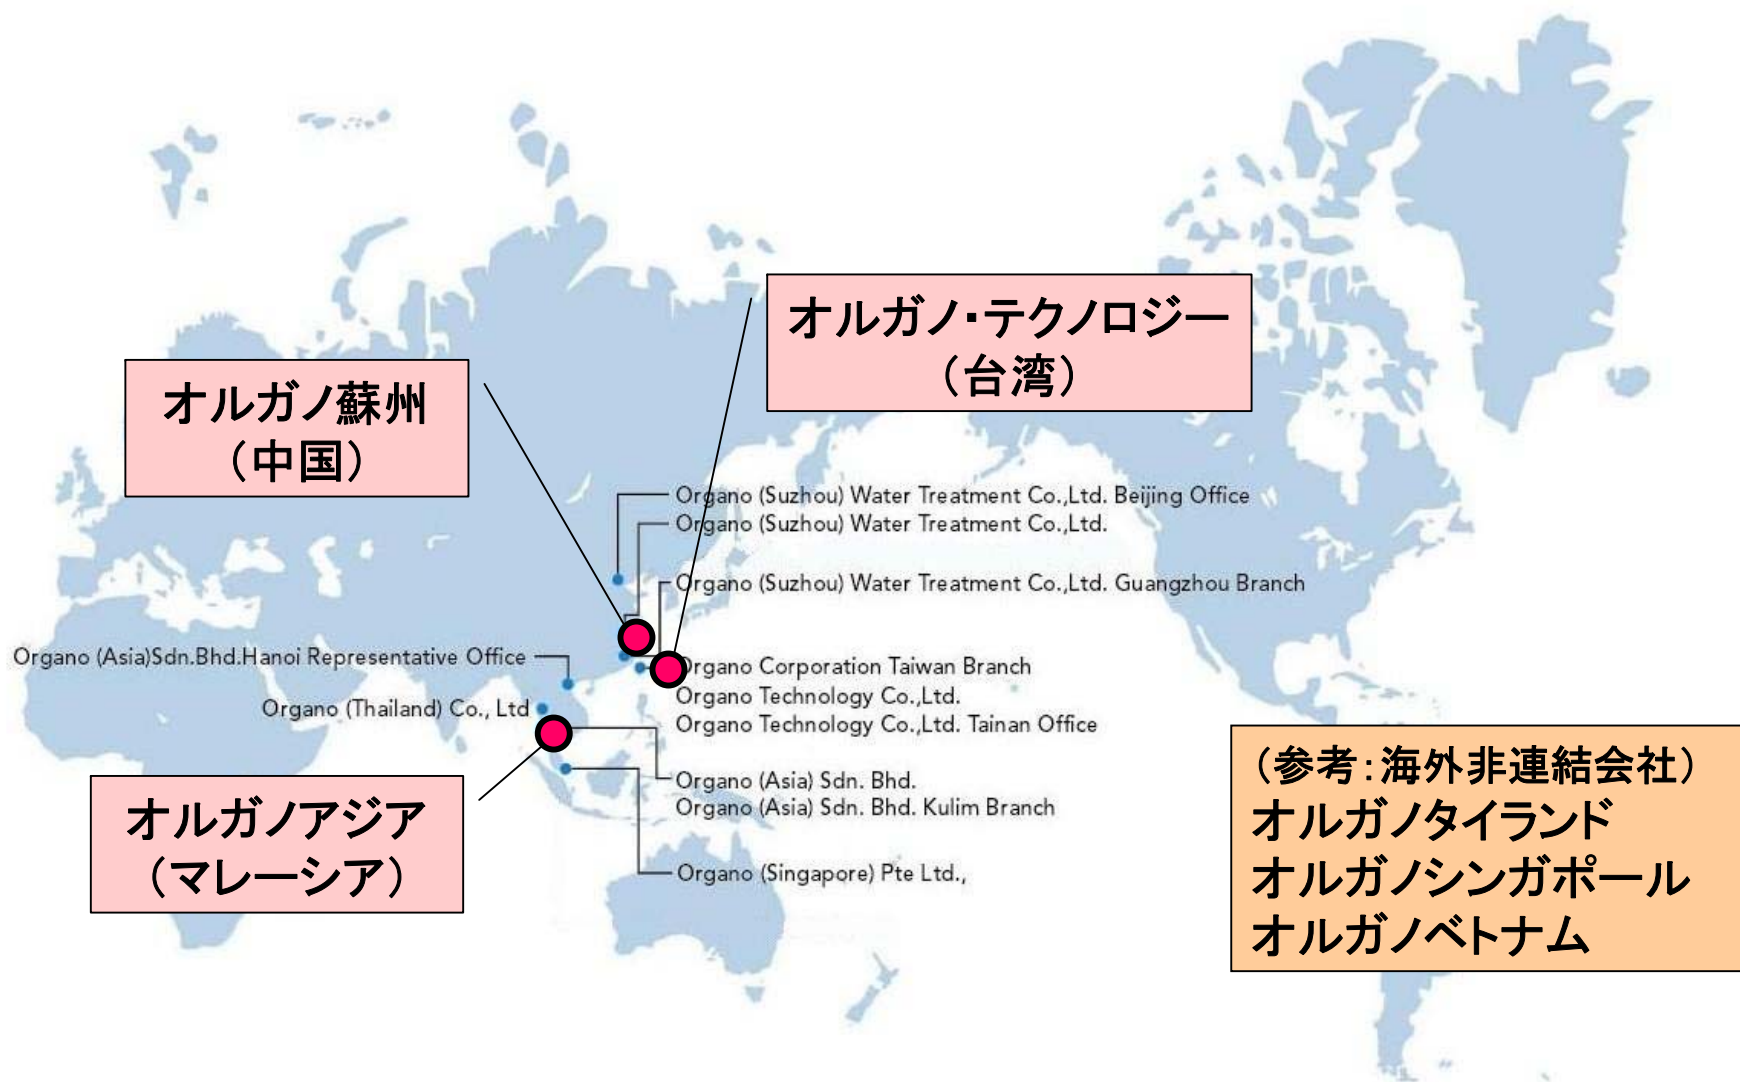 オルガノ・テクノロジー
（台湾）
オルガノ蘇州
（中国）
Organo (Suzhou) Water Treatment Co.,Ltd. Beijing Office
Organo (Suzhou) Water Treatment Co.,Ltd.
Organo (Suzhou) Water Treatment Co.,Ltd. Guangzhou Branch
Organo (Asia)Sdn.Bhd.Hanoi Representative Office
Organo Corporation Taiwan Branch
Organo Technology Co.,Ltd.
Organo (Thailand) Co., Ltd
Organo Technology Co.,Ltd. Tainan Office
Organo (Asia) Sdn. Bhd.
Organo (Asia) Sdn. Bhd. Kulim Branch
オルガノアジア
（マレーシア）
Organo (Singapore) Pte Ltd.,
（参考：海外非連結会社）
オルガノタイランド
オルガノシンガポール
オルガノベトナム